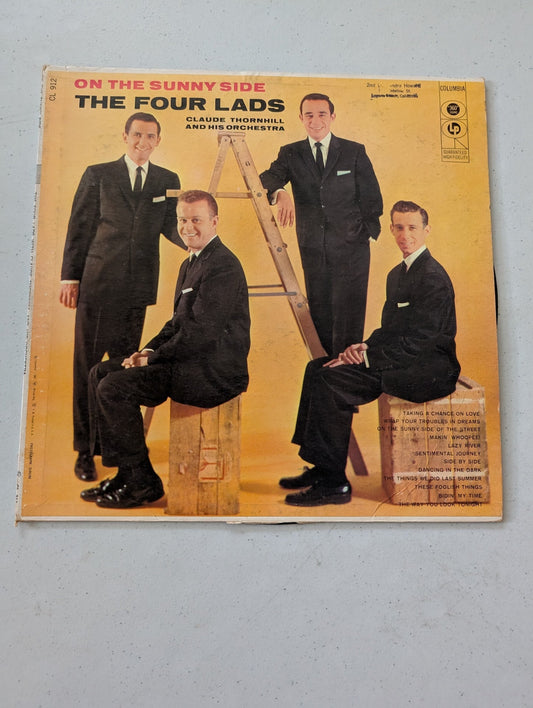 CL 912
ON THE SUNNY SIDE
THE FOUR LADS
CLAUDE THORNHILL
AND HIS ORCHESTRA
COLUMBIA
360
LP
GUARANTEED
HIGH FIDELITY
TAKING A CHANCE ON LOVE
WRAP YOUR TROUBLES IN DREAMS
ON THE SUNNY SIDE OF THE STREET
MAKIN' WHOOPEE!
LAZY RIVER
SENTIMENTAL JOURNEY
SIDE BY SIDE
DANCING IN THE DARK
THE THINGS WE DID LAST SUMMER
THESE FOOLISH THINGS
BIDIN' MY TIME
THE WAY YOU LOOK TONIGHT